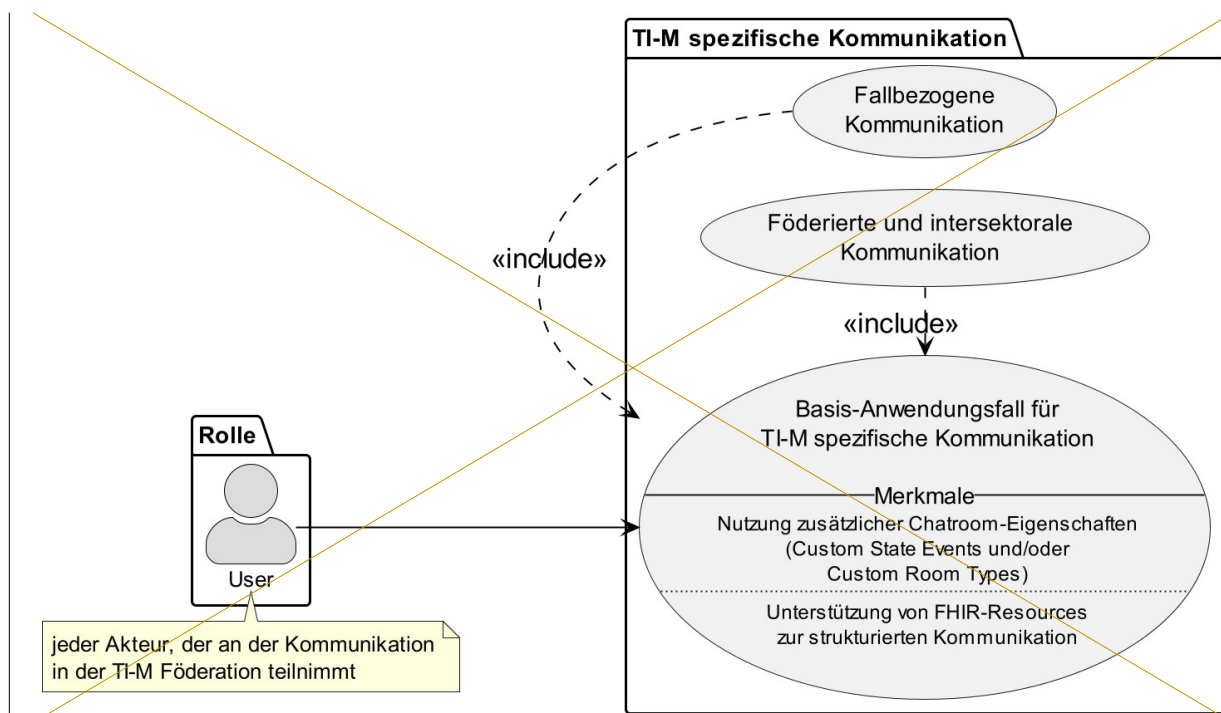 TI-M spezifische Kommunikation
Fallbezogene
Kommunikation
Föderierte und intersektorale
Kommunikation
«include»
«include»
Basis-Anwendungsfall für
TI-M spezifische Kommunikation
Merkmale
Nutzung zusätzlicher Chatroom-Eigenschaften
(Custom State Events und/oder
Custom Room Types)
Unterstützung von FHIR-Resources
zur strukturierten Kommunikation
Rolle
User
jeder Akteur, der an der Kommunikation
in der TI-M Föderation teilnimmt